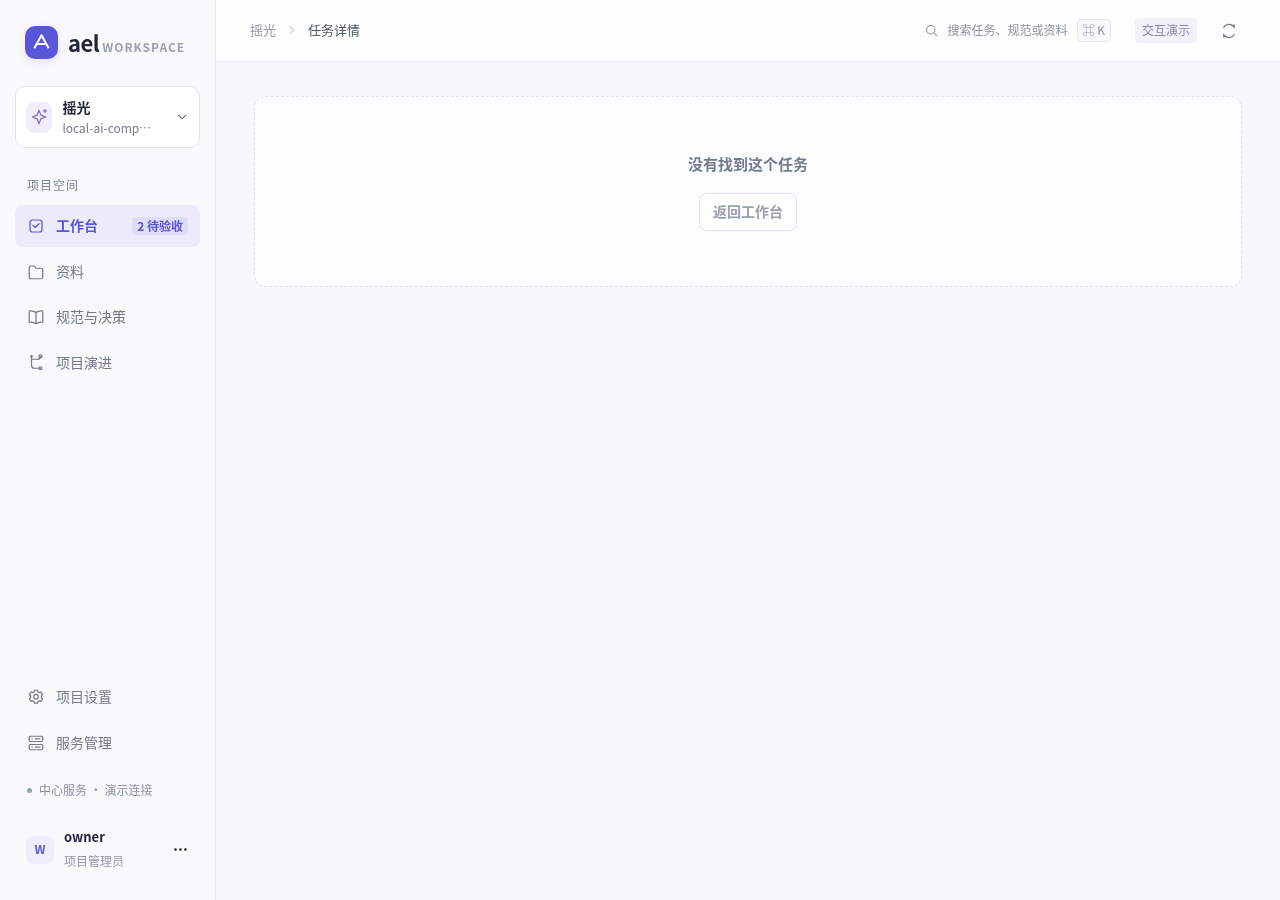 ael WORKSPACE
摇光
local-ai-comp···
项目空间
工作台 2 待验收
资料
规范与决策
项目演进
项目设置
服务管理
中心服务 · 演示连接
W
owner
项目管理员
摇光 › 任务详情
搜索任务、规范或资料 ⌘ K
交互演示
没有找到这个任务
返回工作台